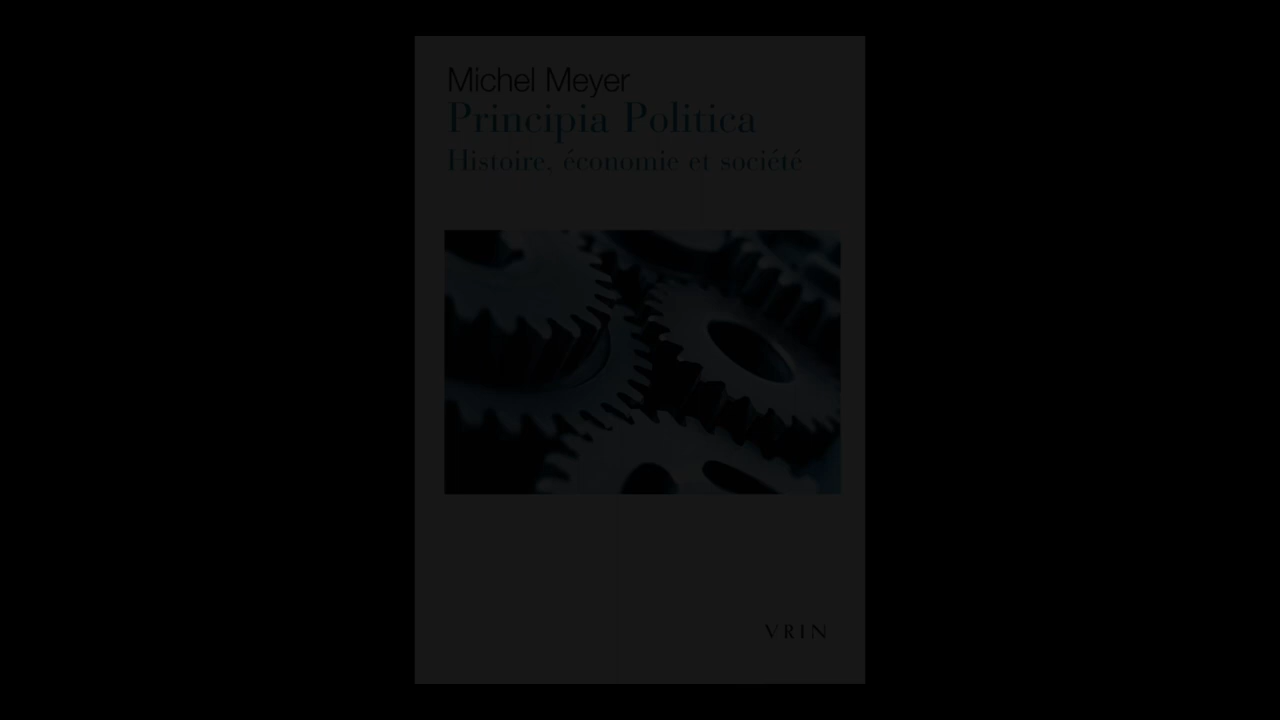 Michel Meyer
Principia Politica
Histoire, économie et société
VRIN